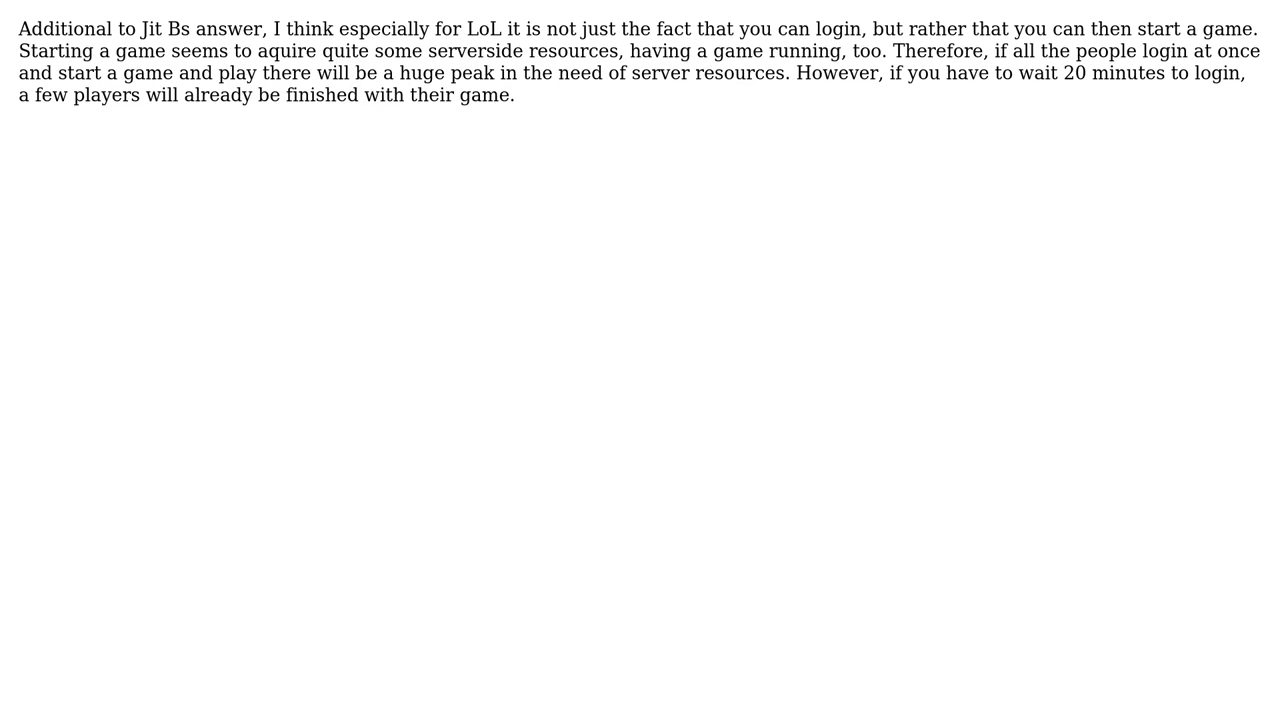 Additional to Jit Bs answer, I think especially for LoL it is not just the fact that you can login, but rather that you can then start a game.
Starting a game seems to aquire quite some serverside resources, having a game running, too. Therefore, if all the people login at once
and start a game and play there will be a huge peak in the need of server resources. However, if you have to wait 20 minutes to login,
a few players will already be finished with their game.